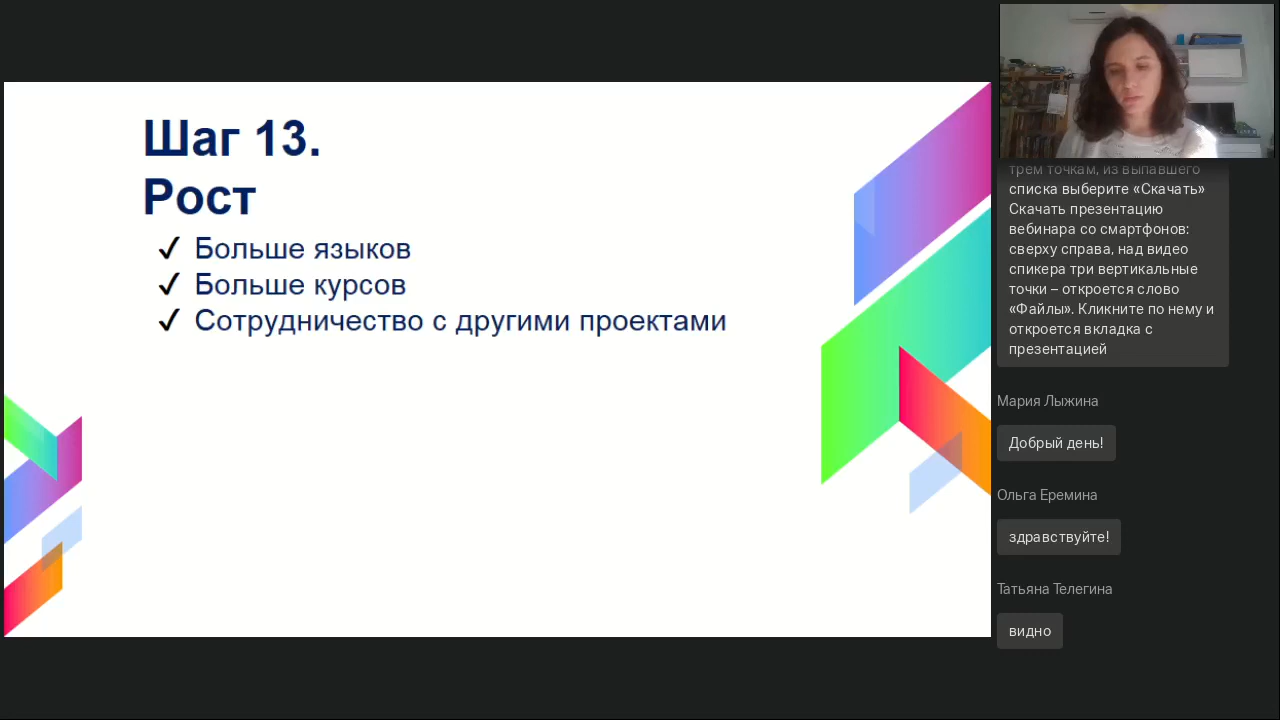 Шаг 13.
Рост
✓ Больше языков
✓ Больше курсов
✓ Сотрудничество с другими проектами
трем точкам, из выпавшего
списка выберите «Скачать»
Скачать презентацию
вебинара со смартфонов:
сверху справа, над видео
спикера три вертикальные
точки – откроется слово
«Файлы». Кликните по нему и
откроется вкладка с
презентацией
Мария Лыжина
Добрый день!
Ольга Еремина
здравствуйте!
Татьяна Телегина
видно